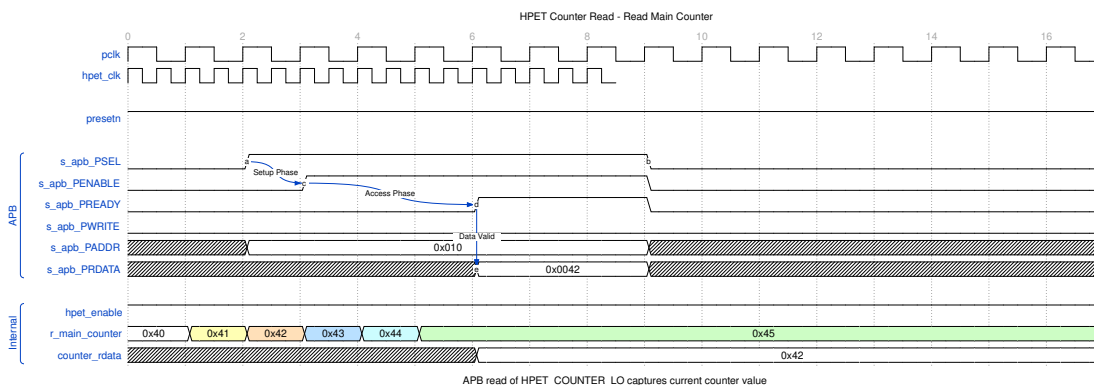 HPET Counter Read - Read Main Counter
0 2 4 6 8 10 12 14 16
pclk
hpet_clk
presetn
APB
s_apb_PSEL a b
Setup Phase
s_apb_PENABLE c
Access Phase
s_apb_PREADY d
s_apb_PWRITE
Data Valid
s_apb_PADDR 0x010
s_apb_PRDATA e 0x0042
Internal
hpet_enable
r_main_counter 0x40 0x41 0x42 0x43 0x44 0x45
counter_rdata 0x42
APB read of HPET_COUNTER_LO captures current counter value